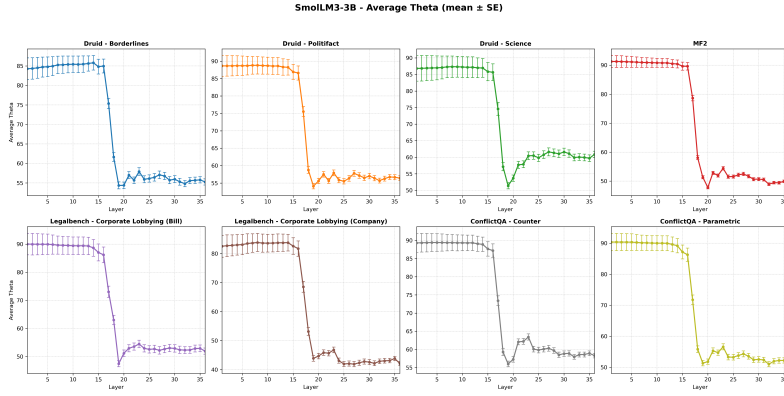 SmolLM3-3B - Average Theta (mean ± SE)
Druid - Borderlines
Druid - Politifact
Druid - Science
MF2
Average Theta
85
80
75
70
65
60
55
90
85
80
75
70
65
60
55
90
85
80
75
70
65
60
55
50
90
80
70
60
50
5 10 15 20 25 30 35
5 10 15 20 25 30 35
5 10 15 20 25 30 35
5 10 15 20 25 30 35
Layer
Layer
Layer
Layer
Legalbench - Corporate Lobbying (Bill)
Legalbench - Corporate Lobbying (Company)
ConflictQA - Counter
ConflictQA - Parametric
Average Theta
90
80
70
60
50
80
70
60
50
40
90
85
80
75
70
65
60
55
90
80
70
60
50
5 10 15 20 25 30 35
5 10 15 20 25 30 35
5 10 15 20 25 30 35
5 10 15 20 25 30 35
Layer
Layer
Layer
Layer